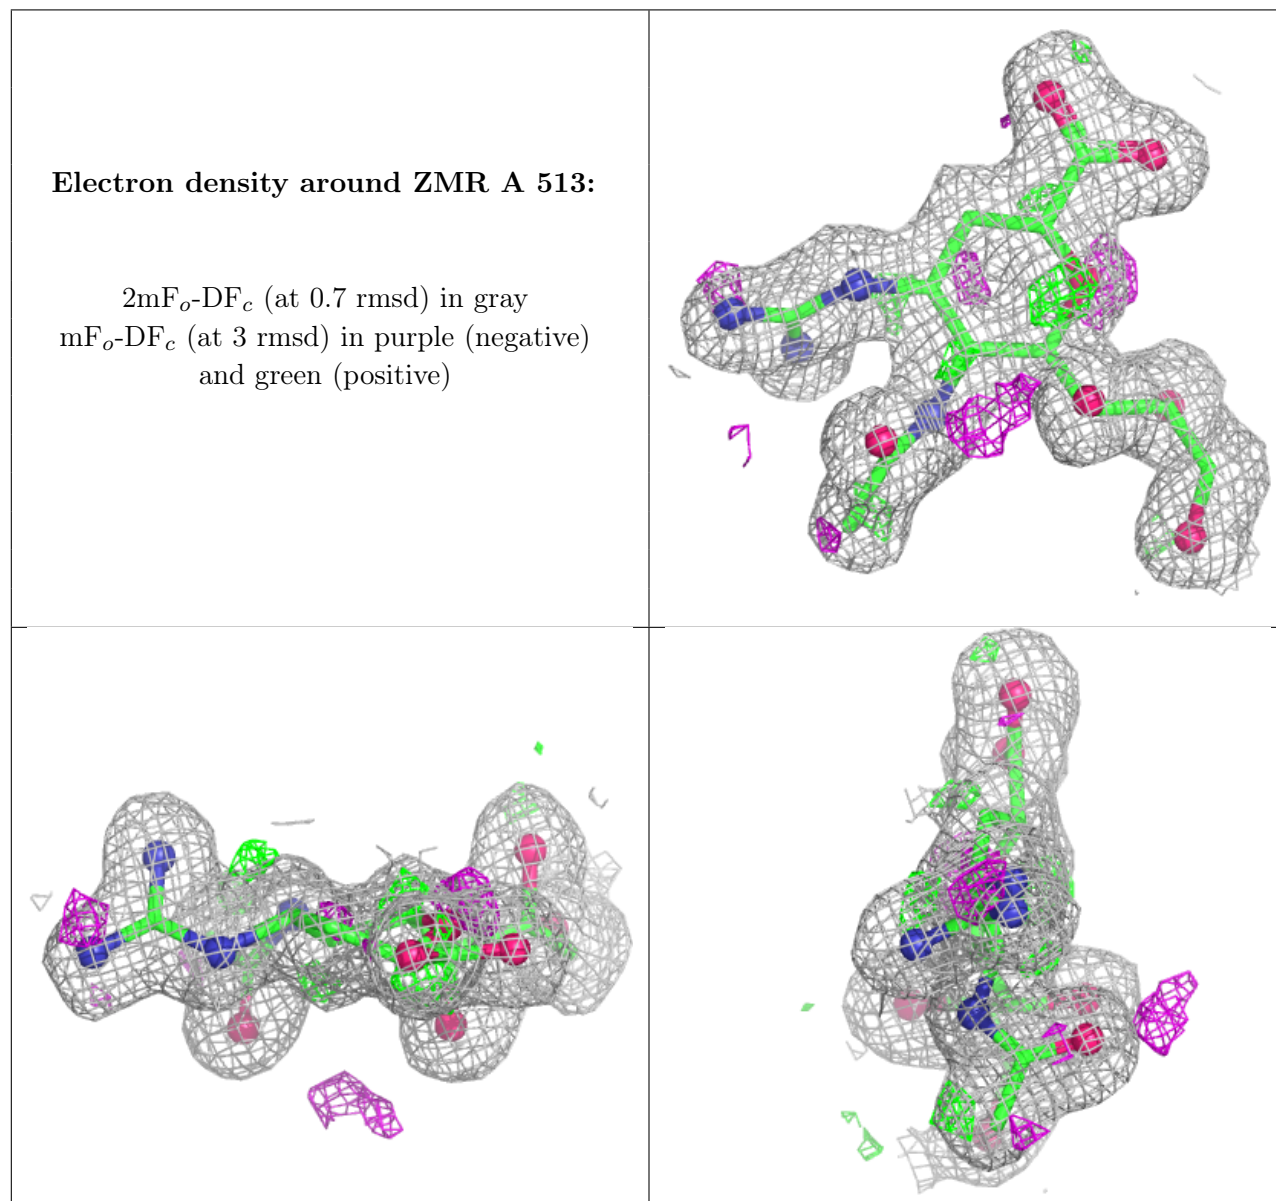 Electron density around ZMR A 513:
2mFₒ-DF𝒸 (at 0.7 rmsd) in gray
mFₒ-DF𝒸 (at 3 rmsd) in purple (negative)
and green (positive)